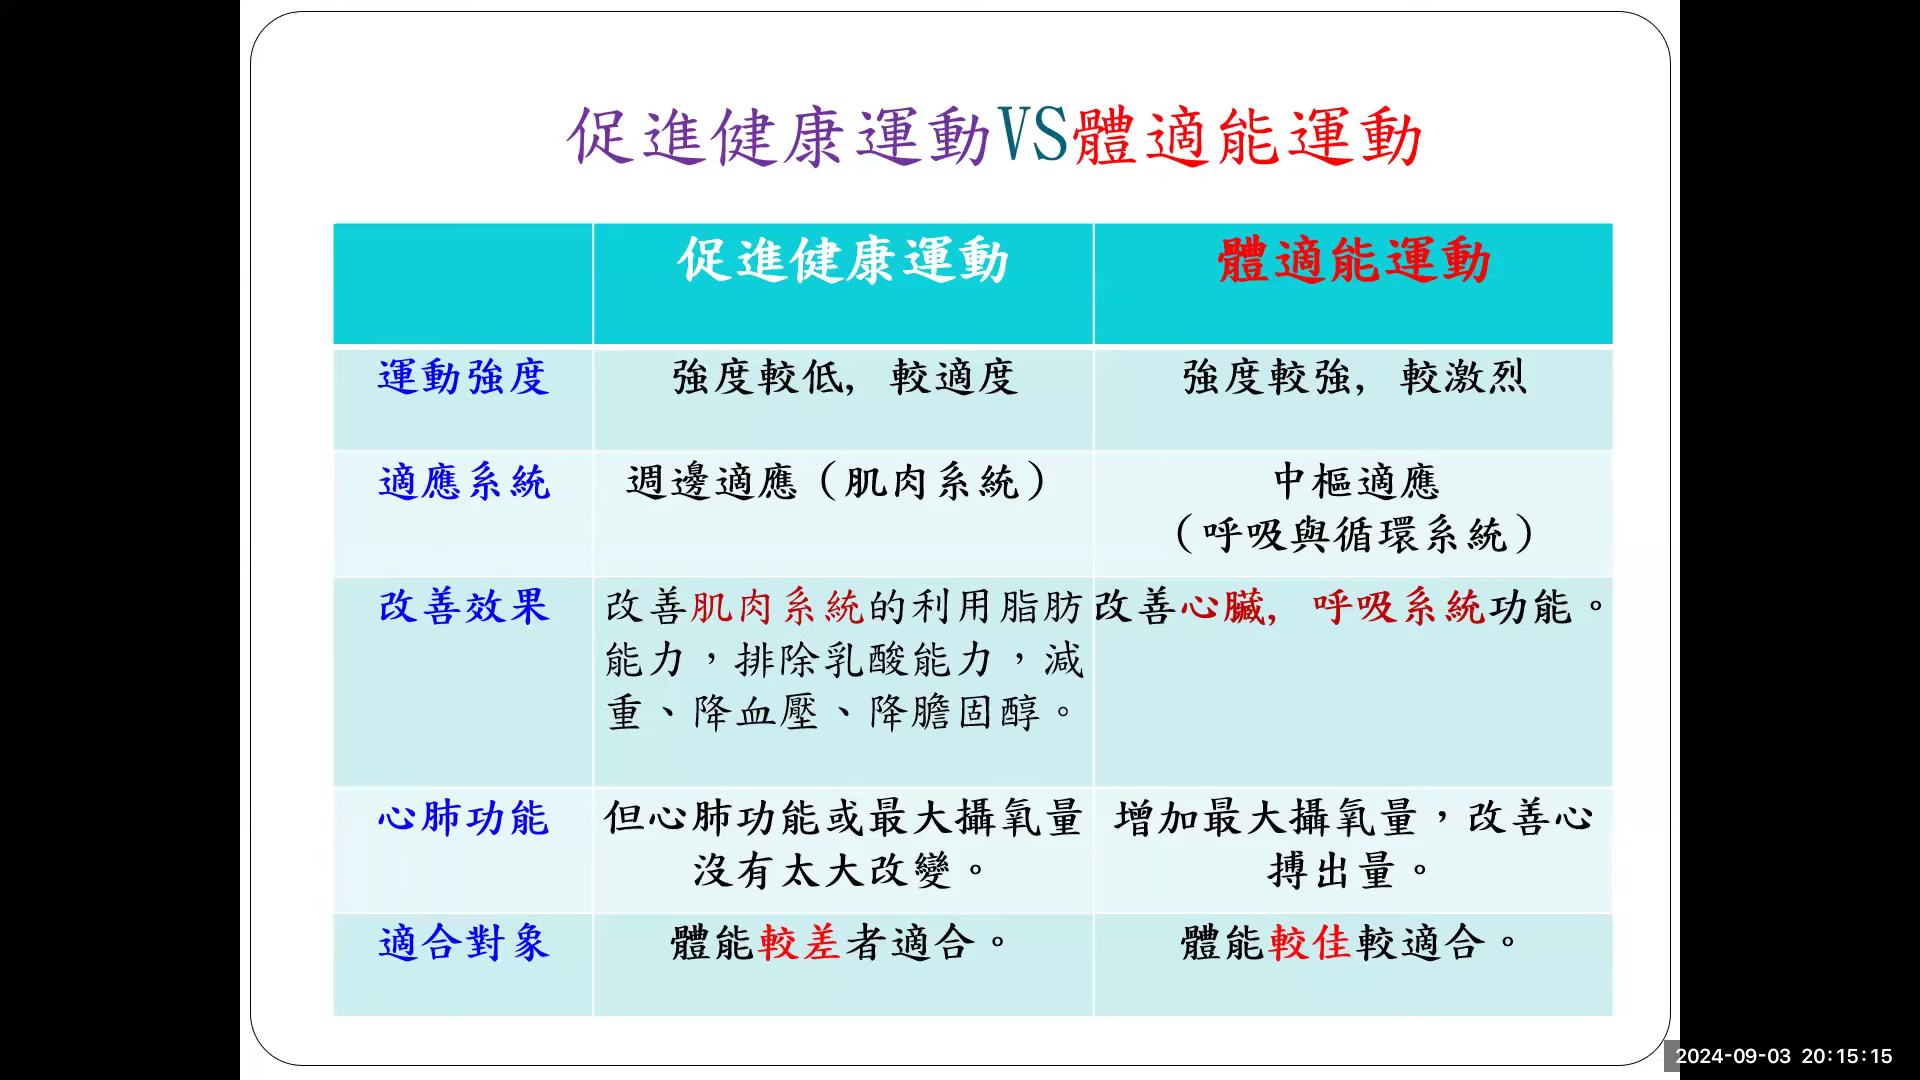 促進健康運動VS體適能運動
促進健康運動 體適能運動
運動強度 強度較低, 較適度 強度較強, 較激烈
適應系統 週邊適應（肌肉系統） 中樞適應
（呼吸與循環系統）
改善效果 改善肌肉系統的利用脂肪 改善心臟, 呼吸系統功能。
能力，排除乳酸能力，減
重、降血壓、降膽固醇。
心肺功能 但心肺功能或最大攝氧量 增加最大攝氧量，改善心
沒有太大改變。 搏出量。
適合對象 體能較差者適合。 體能較佳較適合。
2024-09-03 20:15:15